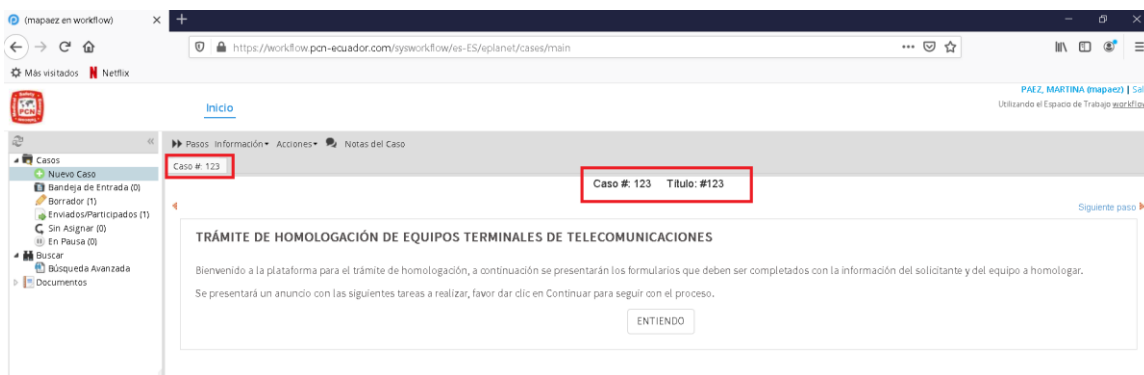 (mapaez en workflow)
https://workflow.pcn-ecuador.com/sysworkflow/es-ES/eplanet/cases/main
Más visitados
Netflix
PCN
Inicio
PAEZ, MARTINA (mapaez) | Sal
Utilizando el Espacio de Trabajo workflow
Pasos Información Acciones Notas del Caso
Caso #: 123
Casos
Nuevo Caso
Bandeja de Entrada (0)
Borrador (1)
Enviados/Participados (1)
Sin Asignar (0)
En Pausa (0)
Buscar
Búsqueda Avanzada
Documentos
Caso #: 123 Título: #123
Siguiente paso
TRÁMITE DE HOMOLOGACIÓN DE EQUIPOS TERMINALES DE TELECOMUNICACIONES
Bienvenido a la plataforma para el trámite de homologación, a continuación se presentarán los formularios que deben ser completados con la información del solicitante y del equipo a homologar.
Se presentará un anuncio con las siguientes tareas a realizar, favor dar clic en Continuar para seguir con el proceso.
ENTIENDO